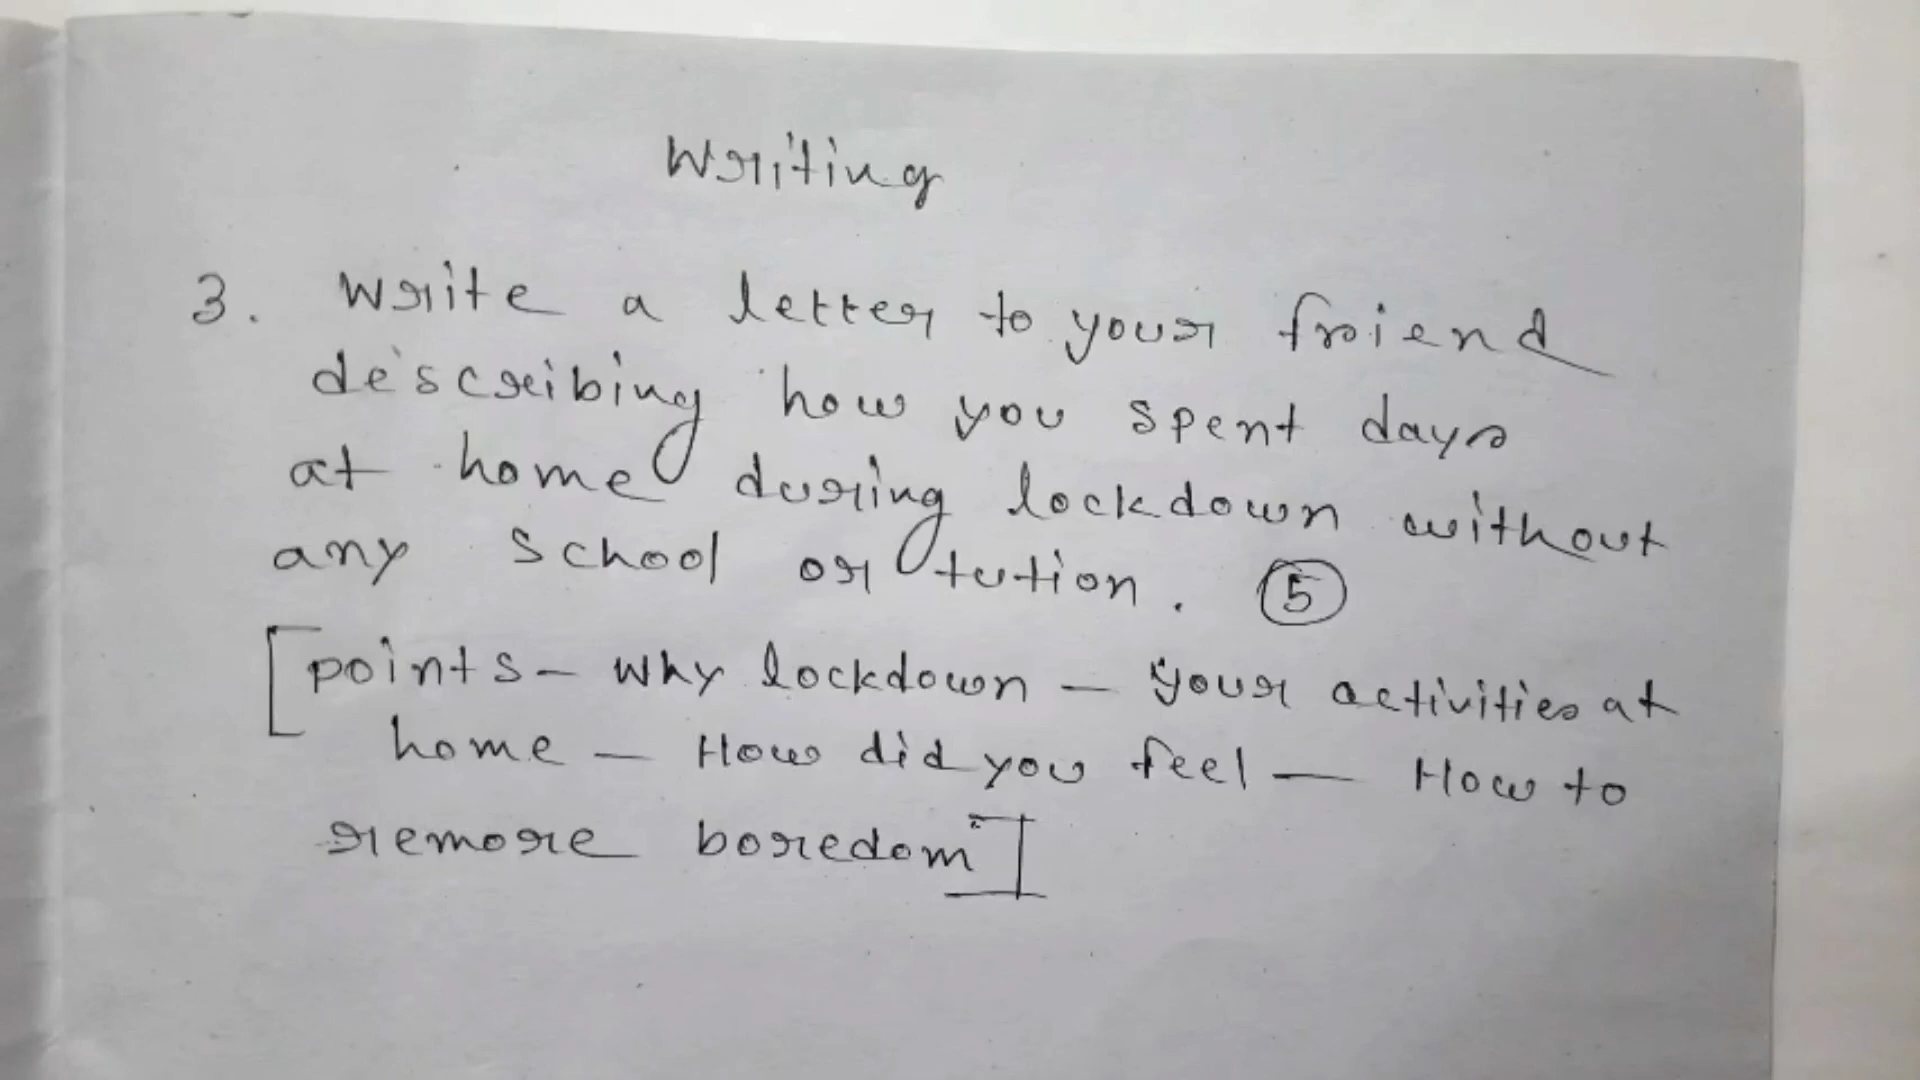 Writing
3. Write a letter to your friend
describing how you spent days
at home during lockdown without
any school or tution. 5
[points - Why lockdown - Your activities at
home - How did you feel - How to
remore boredom]